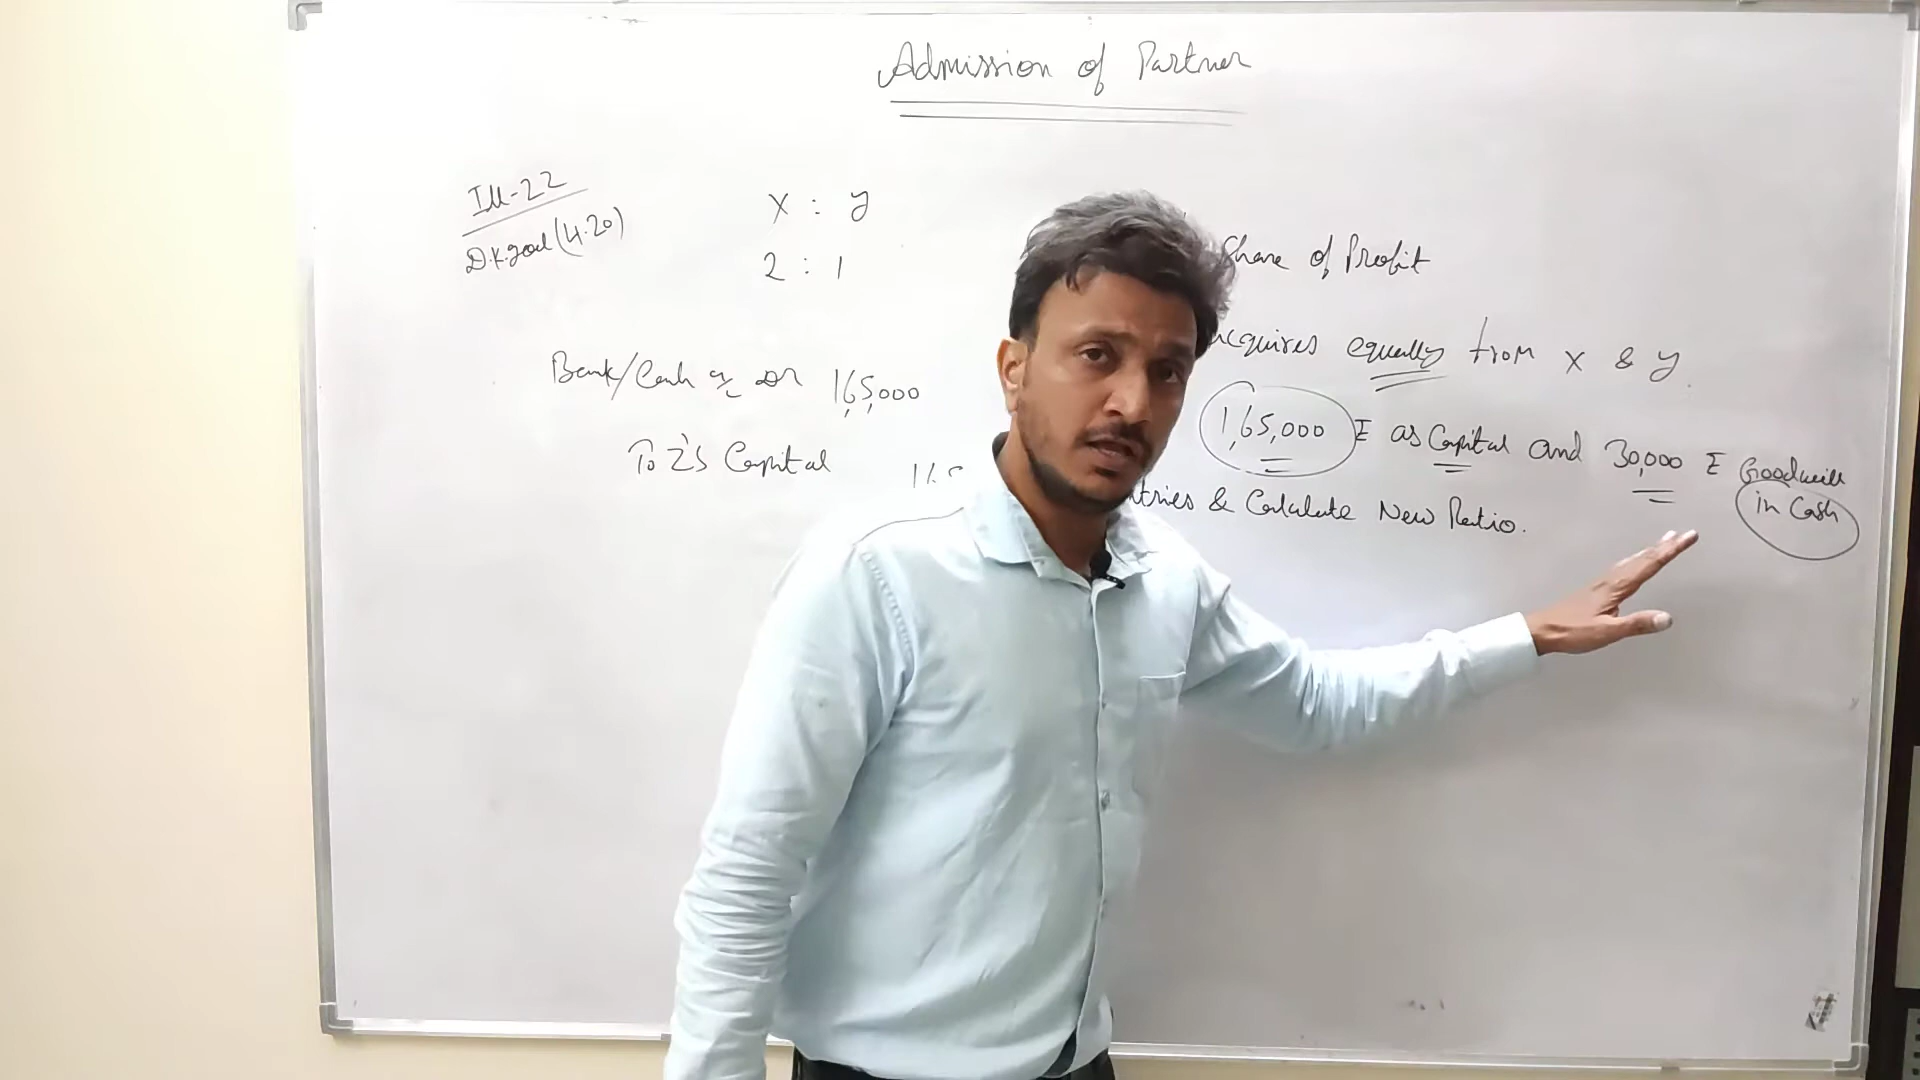 Admission of Partner
Ill-22
D.K.goel (4.20)
X : Y
2 : 1
Share of Profit
acquires equally from X & Y.
1,65,000 I as Capital and 30,000 I Goodwill
in Cash
& Calculate New Ratio.
Bank/Cash a/c Dr 1,65,000
To Z's Capital